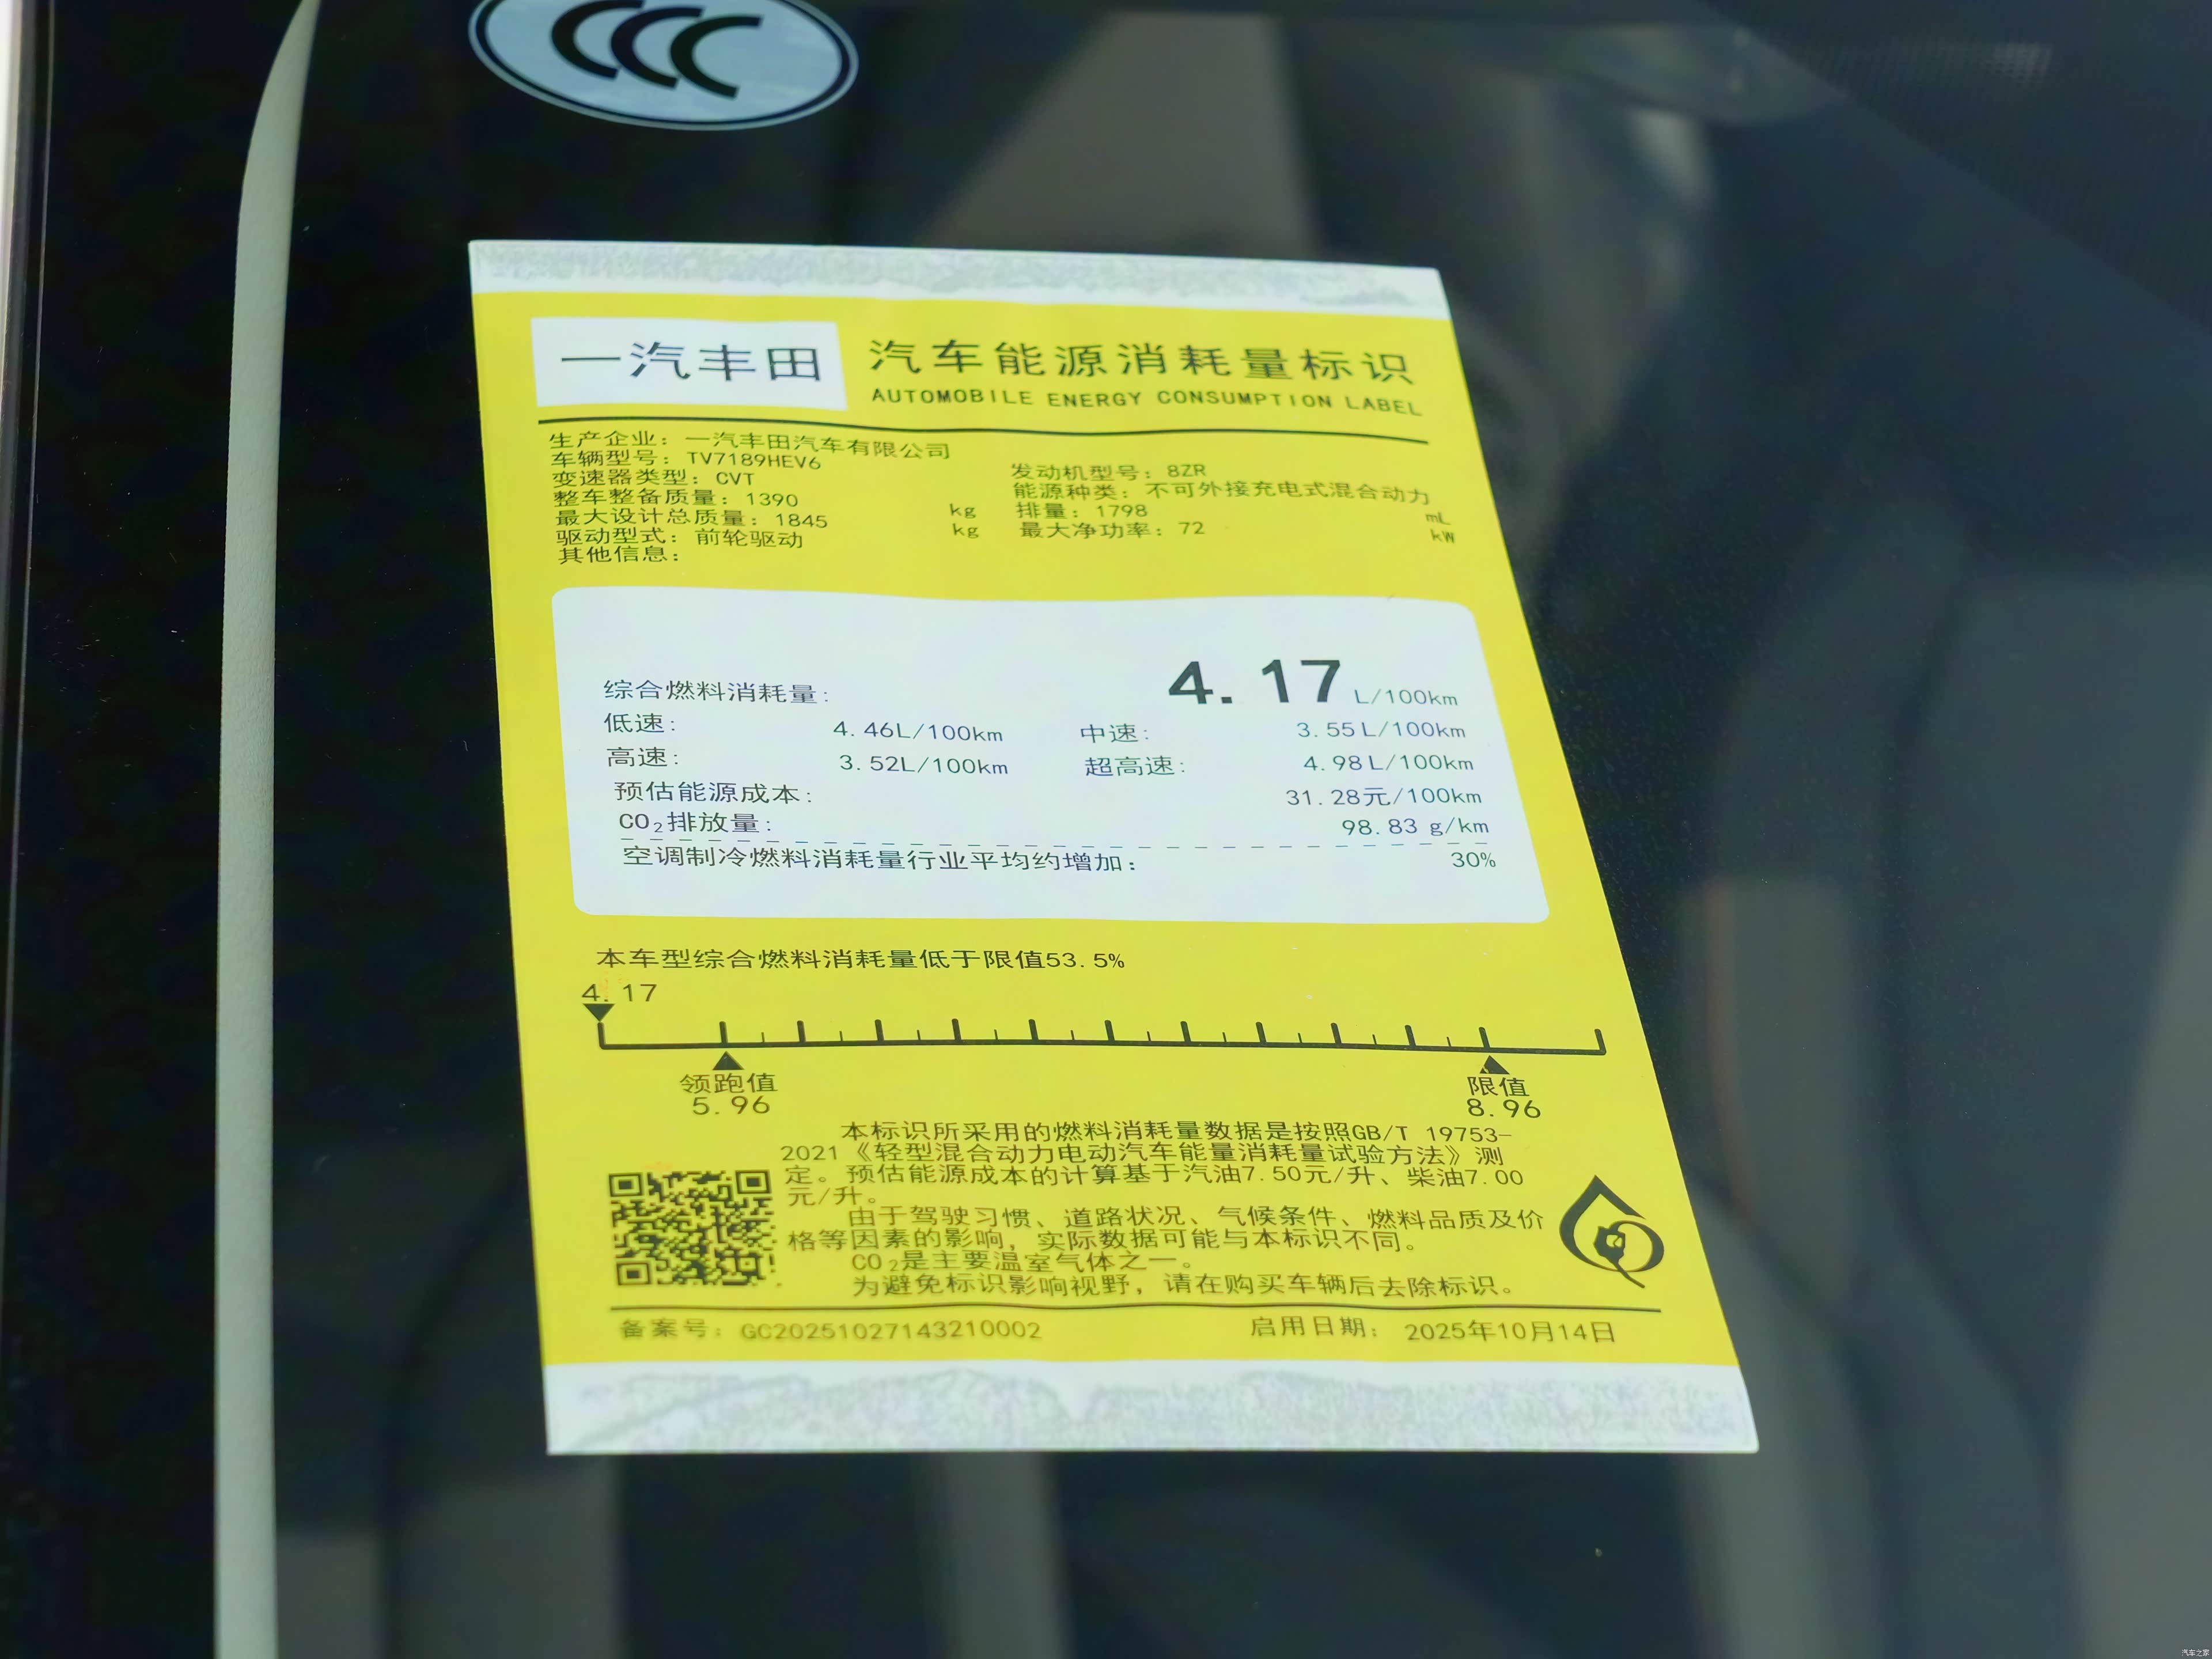 CCC
一汽丰田 汽车能源消耗量标识
AUTOMOBILE ENERGY CONSUMPTION LABEL
生产企业：一汽丰田汽车有限公司
车辆型号：TV7189HEV6 发动机型号：8ZR
变速器类型：CVT 能源种类：不可外接充电式混合动力
整车整备质量：1390 kg 排量：1798 mL
最大设计总质量：1845 kg 最大净功率：72 kW
驱动型式：前轮驱动
其他信息：
综合燃料消耗量: 4.17 L/100km
低速: 4.46L/100km 中速: 3.55L/100km
高速: 3.52L/100km 超高速: 4.98L/100km
预估能源成本: 31.28元/100km
CO₂排放量: 98.83 g/km
空调制冷燃料消耗量行业平均约增加: 30%
本车型综合燃料消耗量低于限值53.5%
4.17
领跑值 限值
5.96 8.96
本标识所采用的燃料消耗量数据是按照GB/T 19753-
2021《轻型混合动力电动汽车能量消耗量试验方法》测
定。预估能源成本的计算基于汽油7.50元/升、柴油7.00
元/升。
由于驾驶习惯、道路状况、气候条件、燃料品质及价
格等因素的影响，实际数据可能与本标识不同。
CO₂是主要温室气体之一。
为避免标识影响视野，请在购买车辆后去除标识。
备案号：GC20251027143210002 启用日期：2025年10月14日
汽车之家